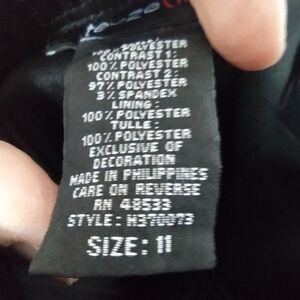 POLYESTER
CONTRAST 1:
100% POLYESTER
CONTRAST 2:
97% POLYESTER
3% SPANDEX
LINING:
100% POLYESTER
TULLE:
100% POLYESTER
EXCLUSIVE OF
DECORATION
MADE IN PHILIPPINES
CARE ON REVERSE
RN 48533
STYLE: H370073
SIZE: 11